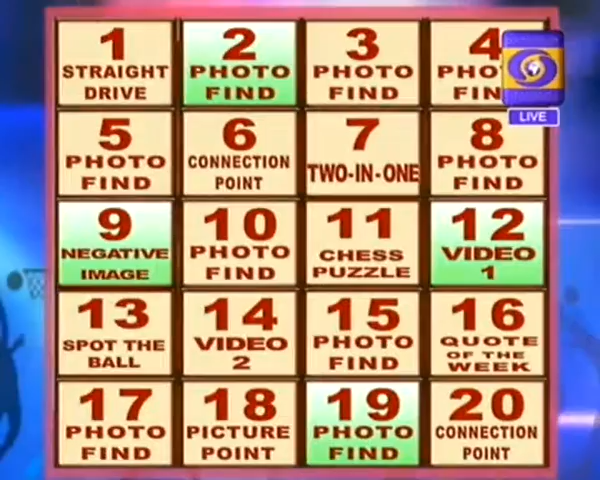 1
STRAIGHT
DRIVE
2
PHOTO
FIND
3
PHOTO
FIND
4
PHO
FIN
LIVE
5
PHOTO
FIND
6
CONNECTION
POINT
7
TWO-IN-ONE
8
PHOTO
FIND
9
NEGATIVE
IMAGE
10
PHOTO
FIND
11
CHESS
PUZZLE
12
VIDEO
1
13
SPOT THE
BALL
14
VIDEO
2
15
PHOTO
FIND
16
QUOTE
OF THE
WEEK
17
PHOTO
FIND
18
PICTURE
POINT
19
PHOTO
FIND
20
CONNECTION
POINT